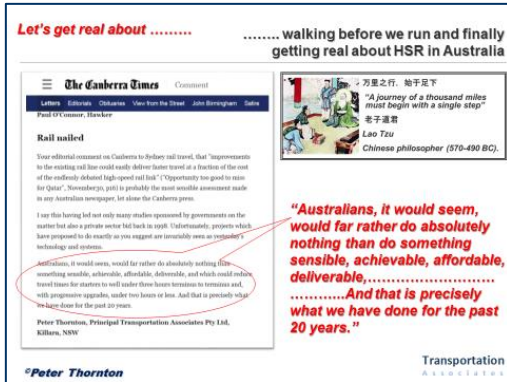 Let's get real about .........
........ walking before we run and finally
getting real about HSR in Australia
The Canberra Times
Comment
Letters Editorials Obituaries View from the Street John Birmingham Satire
Paul O'Connor, Hawker
Rail nailed
Your editorial comment on Canberra to Sydney rail travel, that "improvements
to the existing rail line could easily deliver faster travel at a fraction of the cost
of the endlessly debated high-speed rail link" ("Opportunity too good to miss
for Qatar", November30, p16) is probably the most sensible assessment made
in any Australian newspaper, let alone the Canberra press.
I say this having led not only many studies sponsored by governments on the
matter but also a private sector bid back in 1998. Unfortunately, projects which
have proposed to do exactly as you suggest are invariably seen as yesterday's
technology and systems.
Australians, it would seem, would far rather do absolutely nothing than do
something sensible, achievable, affordable, deliverable, and which could reduce
travel times for starters to well under three hours terminus to terminus and,
with progressive upgrades, under two hours or less. And that is precisely what
we have done for the past 20 years.
Peter Thornton, Principal Transportation Associates Pty Ltd,
Killara, NSW
万里之行，始于足下
"A journey of a thousand miles
must begin with a single step"
老子道君
Lao Tzu
Chinese philosopher (570-490 BC).
"Australians, it would seem,
would far rather do absolutely
nothing than do something
sensible, achievable, affordable,
deliverable,...........................
..............And that is precisely
what we have done for the past
20 years."
©Peter Thornton
Transportation
Associates